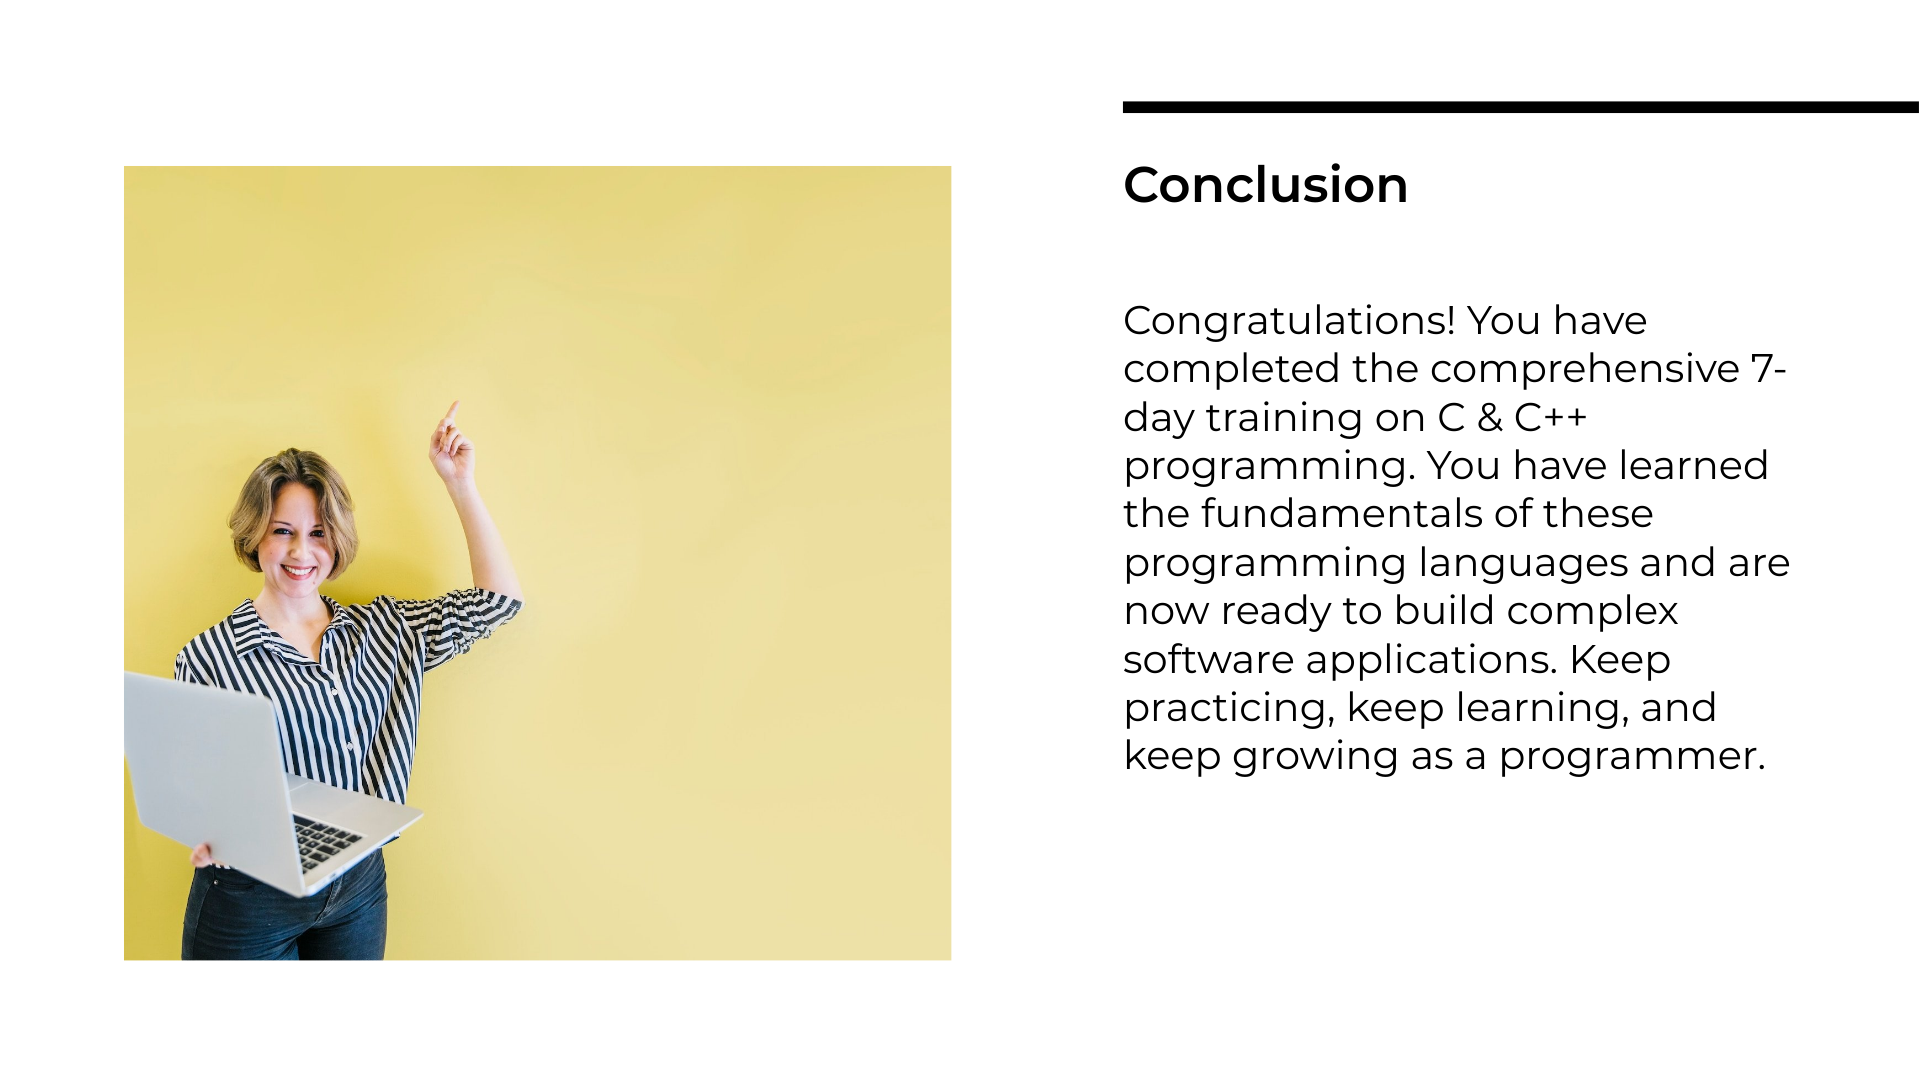 Conclusion
Congratulations! You have
completed the comprehensive 7-
day training on C & C++
programming. You have learned
the fundamentals of these
programming languages and are
now ready to build complex
software applications. Keep
practicing, keep learning, and
keep growing as a programmer.